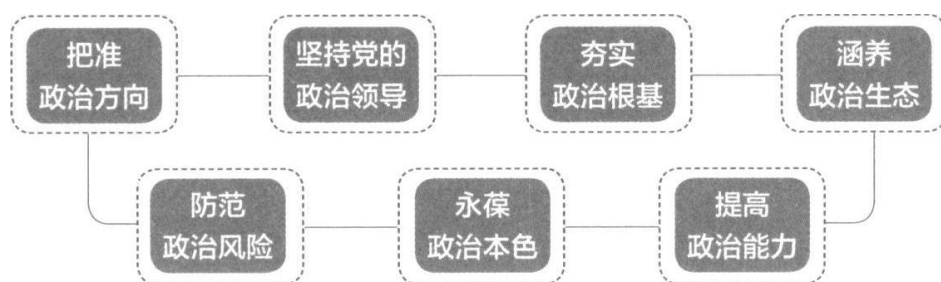 把准
政治方向
坚持党的
政治领导
夯实
政治根基
涵养
政治生态
防范
政治风险
永葆
政治本色
提高
政治能力